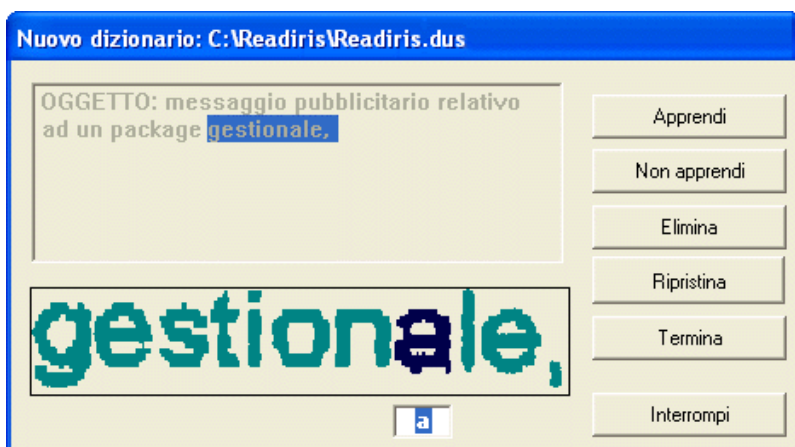 Nuovo dizionario: C:\Readiris\Readiris.dus
OGGETTO: messaggio pubblicitario relativo
ad un package gestionale,
Apprendi
Non apprendi
Elimina
Ripristina
Termina
Interrompi
gestionale,
a